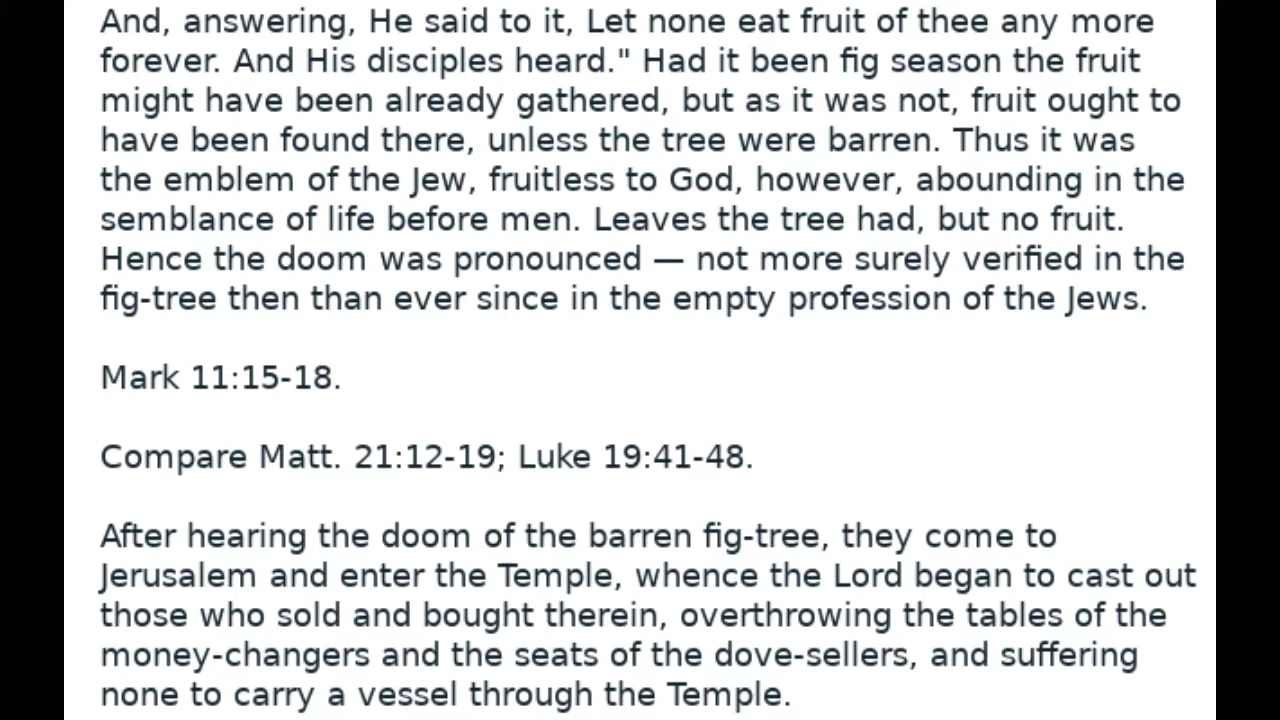 And, answering, He said to it, Let none eat fruit of thee any more
forever. And His disciples heard." Had it been fig season the fruit
might have been already gathered, but as it was not, fruit ought to
have been found there, unless the tree were barren. Thus it was
the emblem of the Jew, fruitless to God, however, abounding in the
semblance of life before men. Leaves the tree had, but no fruit.
Hence the doom was pronounced — not more surely verified in the
fig-tree then than ever since in the empty profession of the Jews.
Mark 11:15-18.
Compare Matt. 21:12-19; Luke 19:41-48.
After hearing the doom of the barren fig-tree, they come to
Jerusalem and enter the Temple, whence the Lord began to cast out
those who sold and bought therein, overthrowing the tables of the
money-changers and the seats of the dove-sellers, and suffering
none to carry a vessel through the Temple.